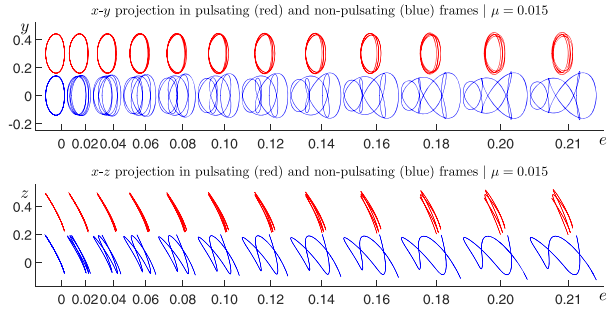 x-y projection in pulsating (red) and non-pulsating (blue) frames | μ = 0.015
y
0.4
0.2
0
-0.2
0 0.02 0.04 0.06 0.08 0.10 0.12 0.14 0.16 0.18 0.20 0.21 e
x-z projection in pulsating (red) and non-pulsating (blue) frames | μ = 0.015
z
0.4
0.2
0
0 0.02 0.04 0.06 0.08 0.10 0.12 0.14 0.16 0.18 0.20 0.21 e